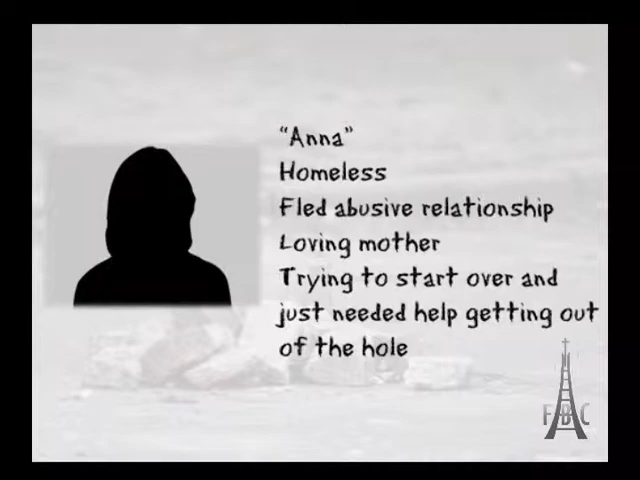 “Anna”
Homeless
Fled abusive relationship
Loving mother
Trying to start over and
just needed help getting out
of the hole
FBC